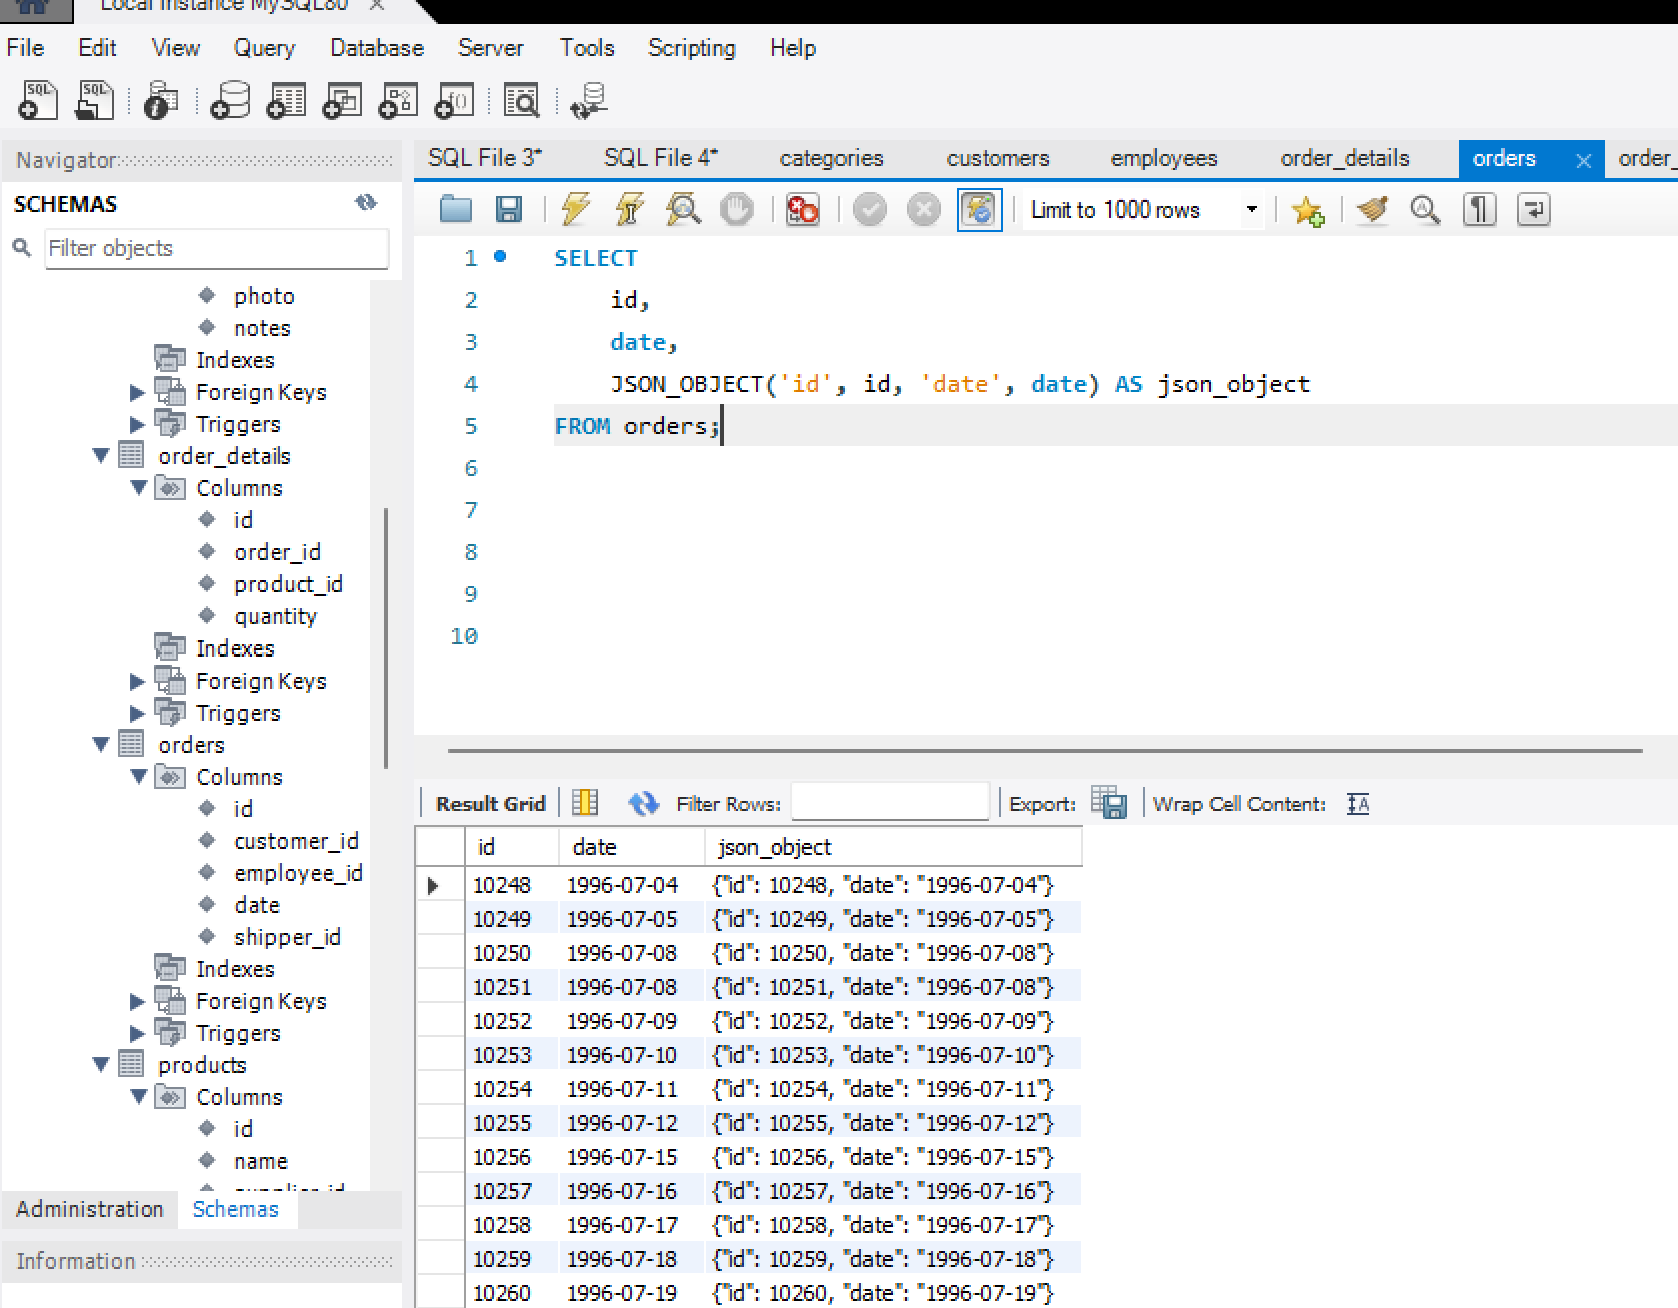 Local instance MySQL80
File Edit View Query Database Server Tools Scripting Help
Navigator
SCHEMAS
Filter objects
photo
notes
Indexes
Foreign Keys
Triggers
order_details
Columns
id
order_id
product_id
quantity
Indexes
Foreign Keys
Triggers
orders
Columns
id
customer_id
employee_id
date
shipper_id
Indexes
Foreign Keys
Triggers
products
Columns
id
name
supplier_id
Administration Schemas
Information
SQL File 3* SQL File 4* categories customers employees order_details orders order_
Limit to 1000 rows
1 SELECT
2 id,
3 date,
4 JSON_OBJECT('id', id, 'date', date) AS json_object
5 FROM orders;
6
7
8
9
10
Result Grid Filter Rows: Export: Wrap Cell Content:
id date json_object
10248 1996-07-04 {"id": 10248, "date": "1996-07-04"}
10249 1996-07-05 {"id": 10249, "date": "1996-07-05"}
10250 1996-07-08 {"id": 10250, "date": "1996-07-08"}
10251 1996-07-08 {"id": 10251, "date": "1996-07-08"}
10252 1996-07-09 {"id": 10252, "date": "1996-07-09"}
10253 1996-07-10 {"id": 10253, "date": "1996-07-10"}
10254 1996-07-11 {"id": 10254, "date": "1996-07-11"}
10255 1996-07-12 {"id": 10255, "date": "1996-07-12"}
10256 1996-07-15 {"id": 10256, "date": "1996-07-15"}
10257 1996-07-16 {"id": 10257, "date": "1996-07-16"}
10258 1996-07-17 {"id": 10258, "date": "1996-07-17"}
10259 1996-07-18 {"id": 10259, "date": "1996-07-18"}
10260 1996-07-19 {"id": 10260, "date": "1996-07-19"}